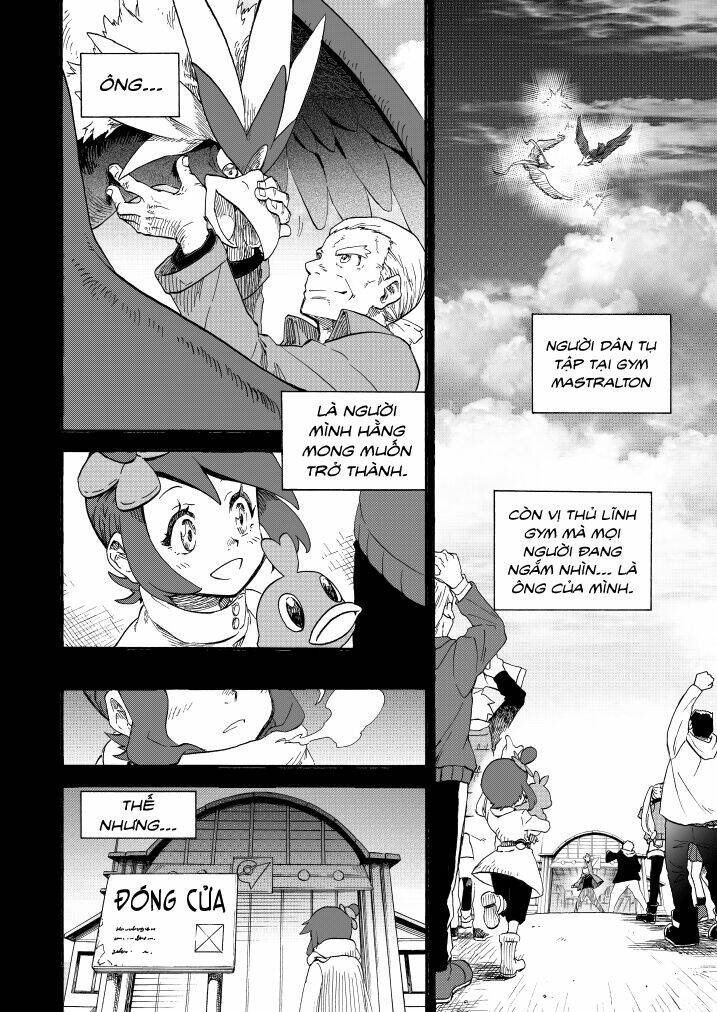 NGƯỜI DÂN TỤ
TẬP TẠI GYM
MASTRALTON
CÒN VỊ THỦ LĨNH
GYM MÀ MỌI
NGƯỜI ĐANG
NGẮM NHÌN... LÀ
ÔNG CỦA MÌNH.
ÔNG...
LÀ NGƯỜI
MÌNH HẰNG
MONG MUỐN
TRỞ THÀNH.
THẾ
NHƯNG...
ĐÓNG CỬA